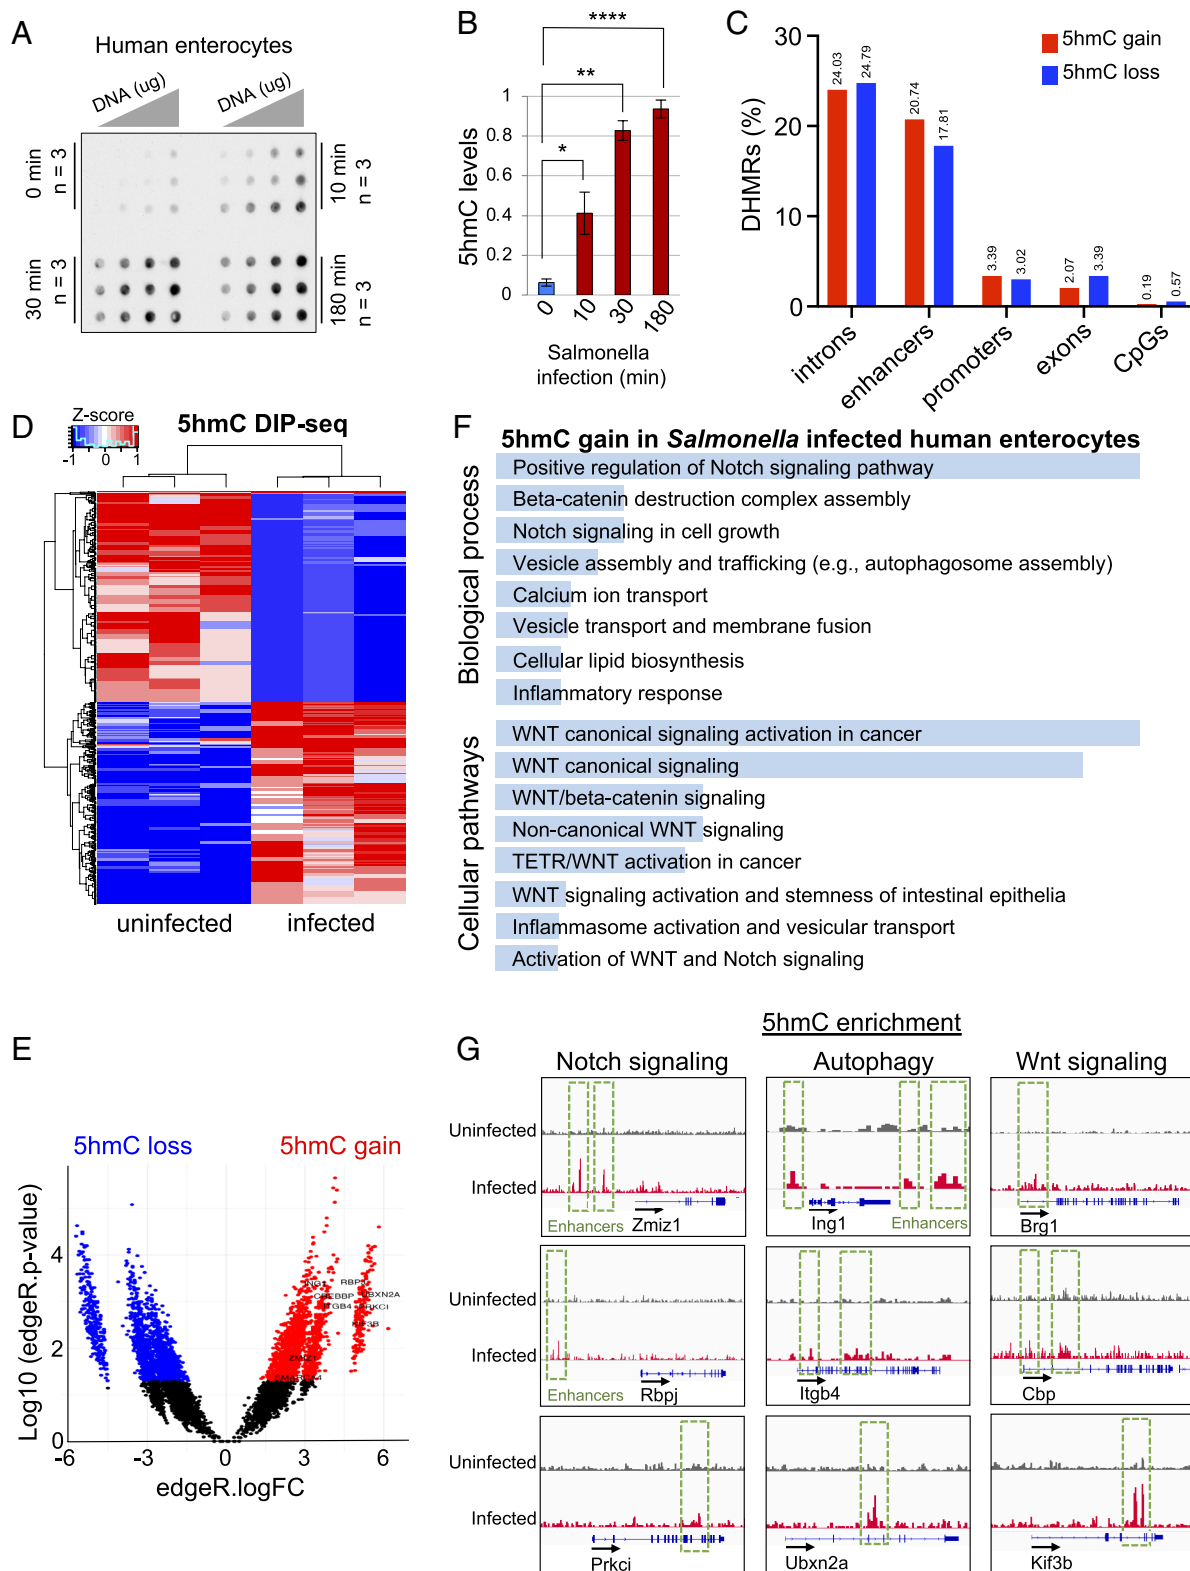 A
Human enterocytes
DNA (ug)
DNA (ug)
0 min
n = 3
10 min
n = 3
30 min
n = 3
180 min
n = 3
B
****
**
*
1
0.8
0.6
0.4
0.2
0
5hmC levels
0
10
30
180
Salmonella
infection (min)
C
5hmC gain
5hmC loss
30
20
10
0
DHMRs (%)
24.03
24.79
20.74
17.81
3.39
3.02
2.07
3.39
0.19
0.57
introns
enhancers
promoters
exons
CpGs
D
Z-score
-1 0 1
5hmC DIP-seq
uninfected
infected
F
5hmC gain in Salmonella infected human enterocytes
Biological process
Positive regulation of Notch signaling pathway
Beta-catenin destruction complex assembly
Notch signaling in cell growth
Vesicle assembly and trafficking (e.g., autophagosome assembly)
Calcium ion transport
Vesicle transport and membrane fusion
Cellular lipid biosynthesis
Inflammatory response
Cellular pathways
WNT canonical signaling activation in cancer
WNT canonical signaling
WNT/beta-catenin signaling
Non-canonical WNT signaling
TETR/WNT activation in cancer
WNT signaling activation and stemness of intestinal epithelia
Inflammasome activation and vesicular transport
Activation of WNT and Notch signaling
E
5hmC loss
5hmC gain
Log10 (edgeR.p-value)
4
2
0
RBPJ
UBXN2A
ITGB4
PRKCI
KIF3B
-6
-3
0
3
6
edgeR.logFC
G
5hmC enrichment
Notch signaling
Autophagy
Wnt signaling
Uninfected
Infected
Enhancers
Zmiz1
Ing1
Enhancers
Brg1
Uninfected
Infected
Enhancers
Rbpj
Itgb4
Cbp
Uninfected
Infected
Prkci
Ubxn2a
Kif3b